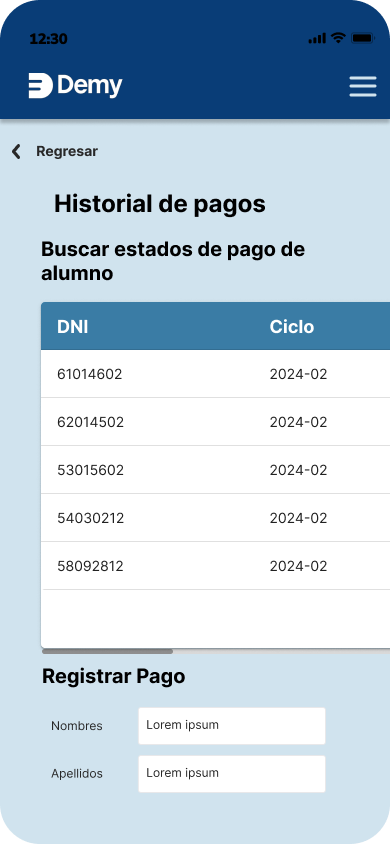 12:30
Demy
Regresar
Historial de pagos
Buscar estados de pago de
alumno
DNI Ciclo
61014602 2024-02
62014502 2024-02
53015602 2024-02
54030212 2024-02
58092812 2024-02
Registrar Pago
Nombres Lorem ipsum
Apellidos Lorem ipsum